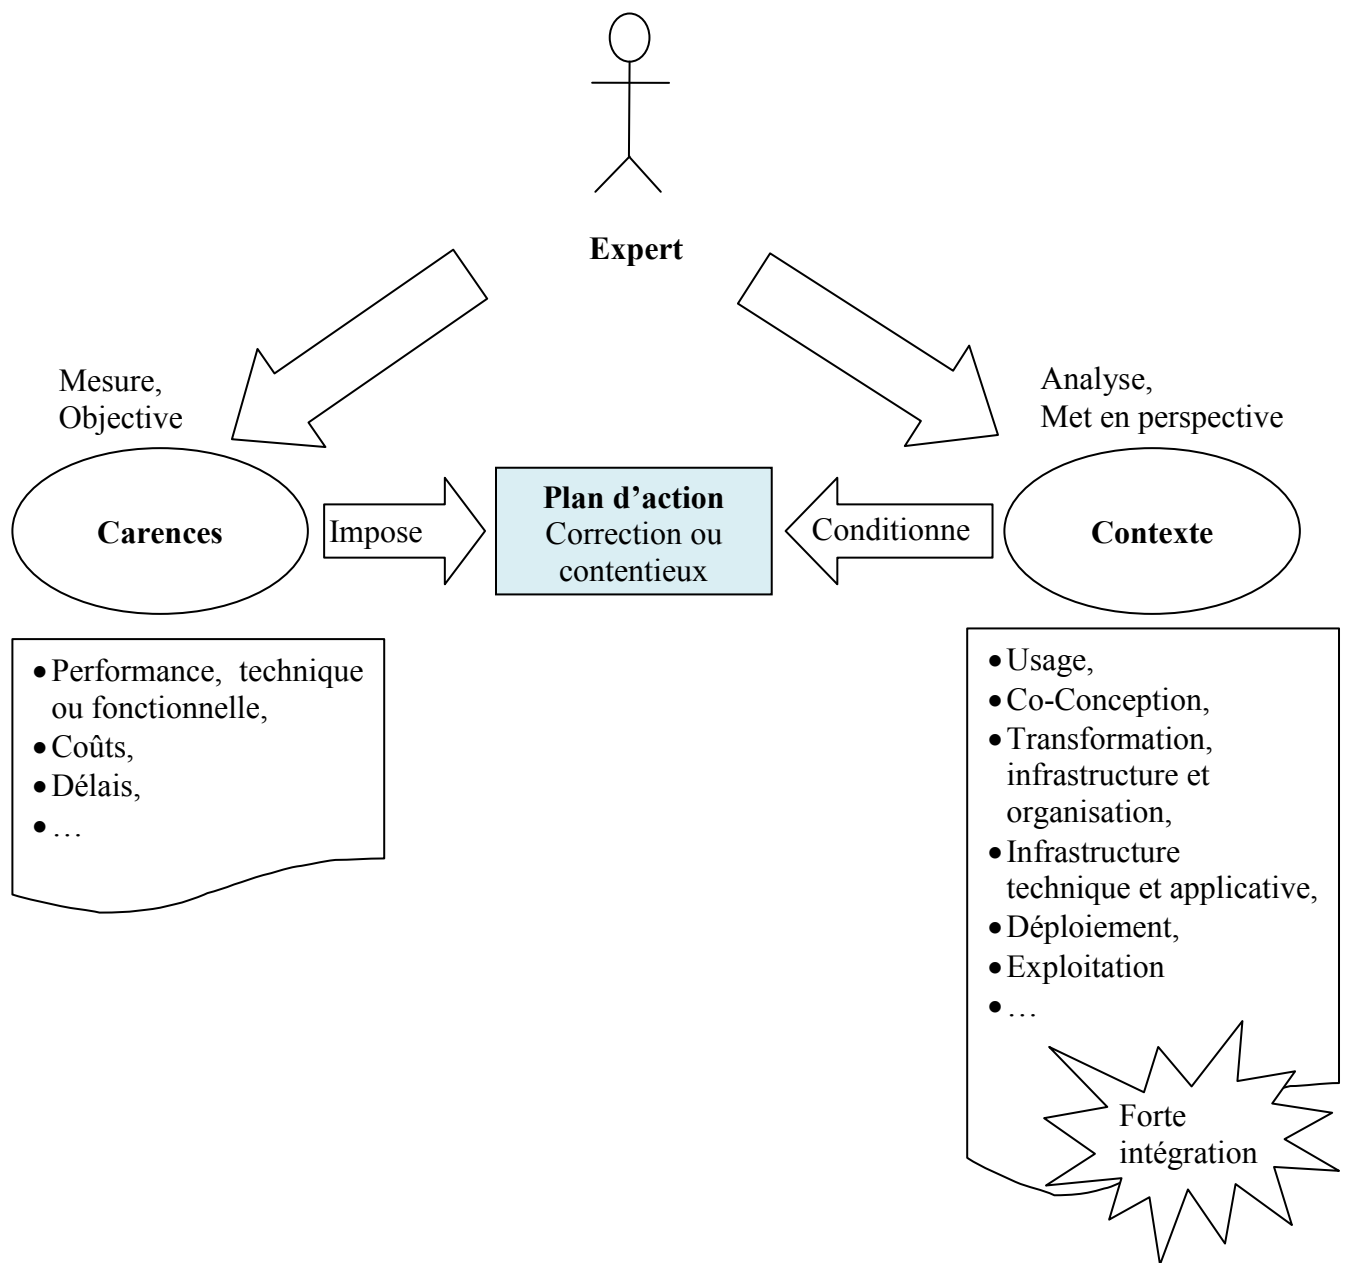 Expert
Mesure,
Objective
Analyse,
Met en perspective
Carences
Impose
Plan d’action
Correction ou
contentieux
Conditionne
Contexte
•Performance, technique
ou fonctionnelle,
•Coûts,
•Délais,
•…
•Usage,
•Co-Conception,
•Transformation,
infrastructure et
organisation,
•Infrastructure
technique et applicative,
•Déploiement,
•Exploitation
•…
Forte
intégration